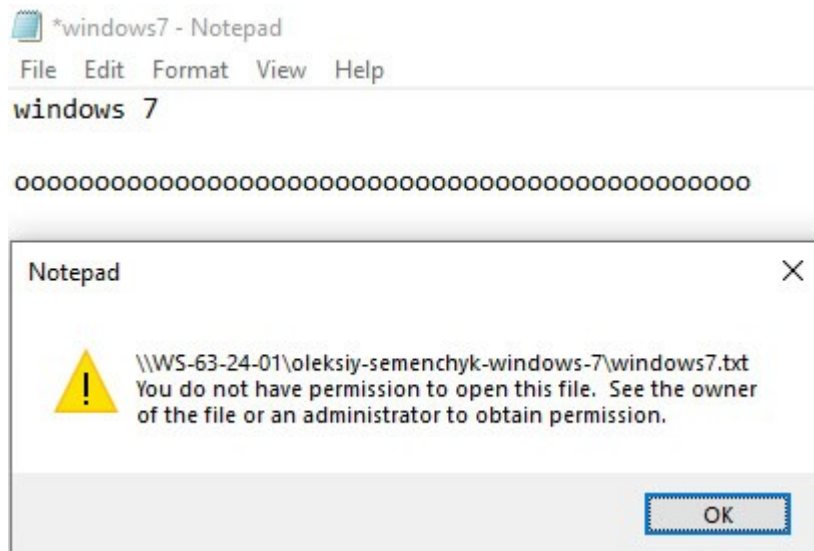 *windows7 - Notepad
File Edit Format View Help
windows 7
oooooooooooooooooooooooooooooooooooooooooooooo
Notepad
\\WS-63-24-01\oleksiy-semenchyk-windows-7\windows7.txt
You do not have permission to open this file. See the owner
of the file or an administrator to obtain permission.
OK